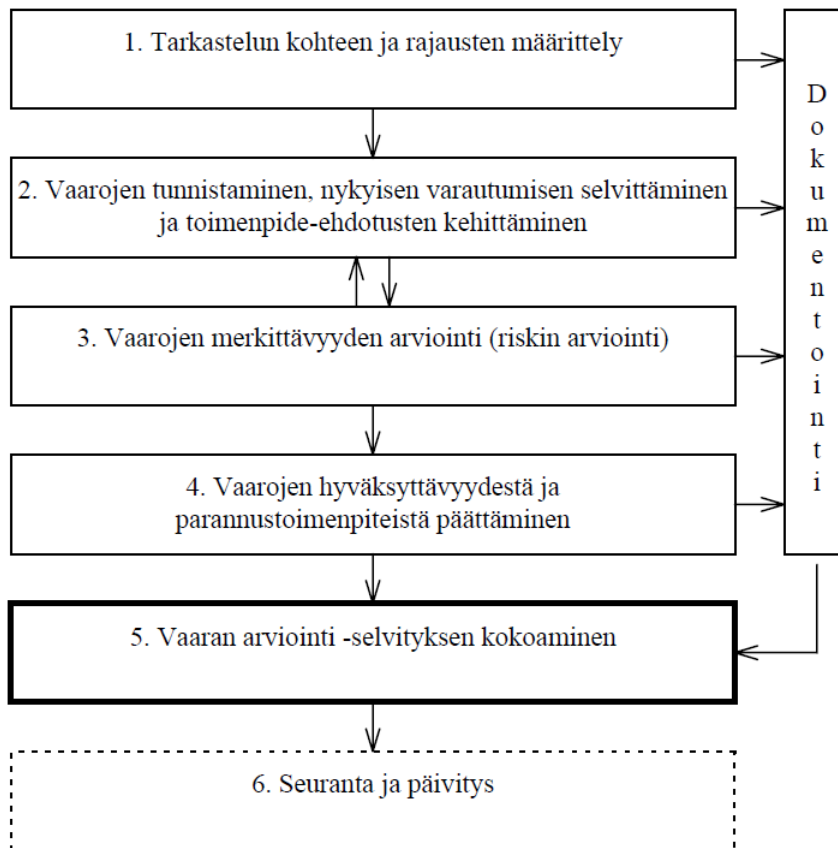 1. Tarkastelun kohteen ja rajausten määrittely
2. Vaarojen tunnistaminen, nykyisen varautumisen selvittäminen
ja toimenpide-ehdotusten kehittäminen
3. Vaarojen merkittävyyden arviointi (riskin arviointi)
4. Vaarojen hyväksyttävyydestä ja
parannustoimenpiteistä päättäminen
5. Vaaran arviointi -selvityksen kokoaminen
6. Seuranta ja päivitys
D
o
k
u
m
e
n
t
o
i
n
t
i